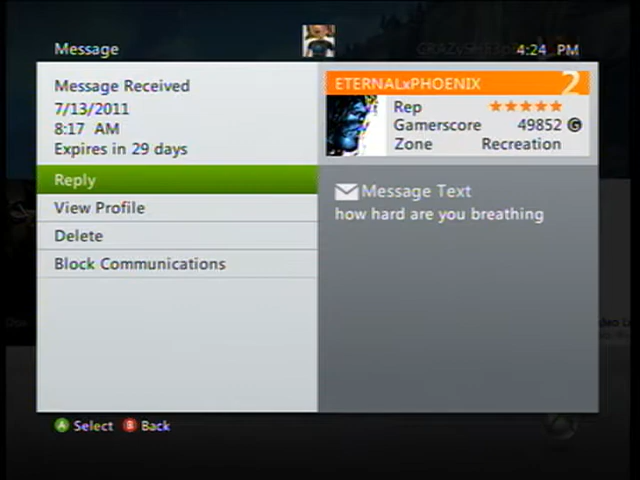 Message
4:24 PM
Message Received
7/13/2011
8:17 AM
Expires in 29 days
Reply
View Profile
Delete
Block Communications
ETERNALxPHOENIX
2
Rep
Gamerscore 49852 G
Zone Recreation
Message Text
how hard are you breathing
A Select B Back